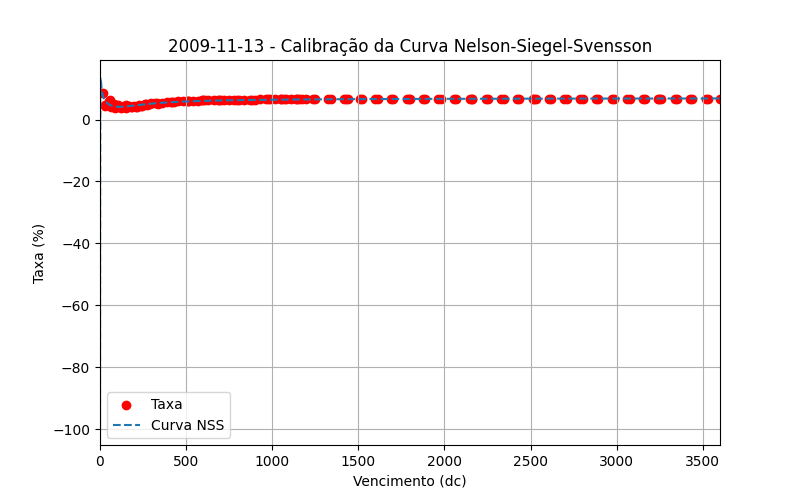 2009-11-13 - Calibração da Curva Nelson-Siegel-Svensson
Taxa (%)
0
−20
−40
−60
−80
−100
Taxa
Curva NSS
0 500 1000 1500 2000 2500 3000 3500
Vencimento (dc)